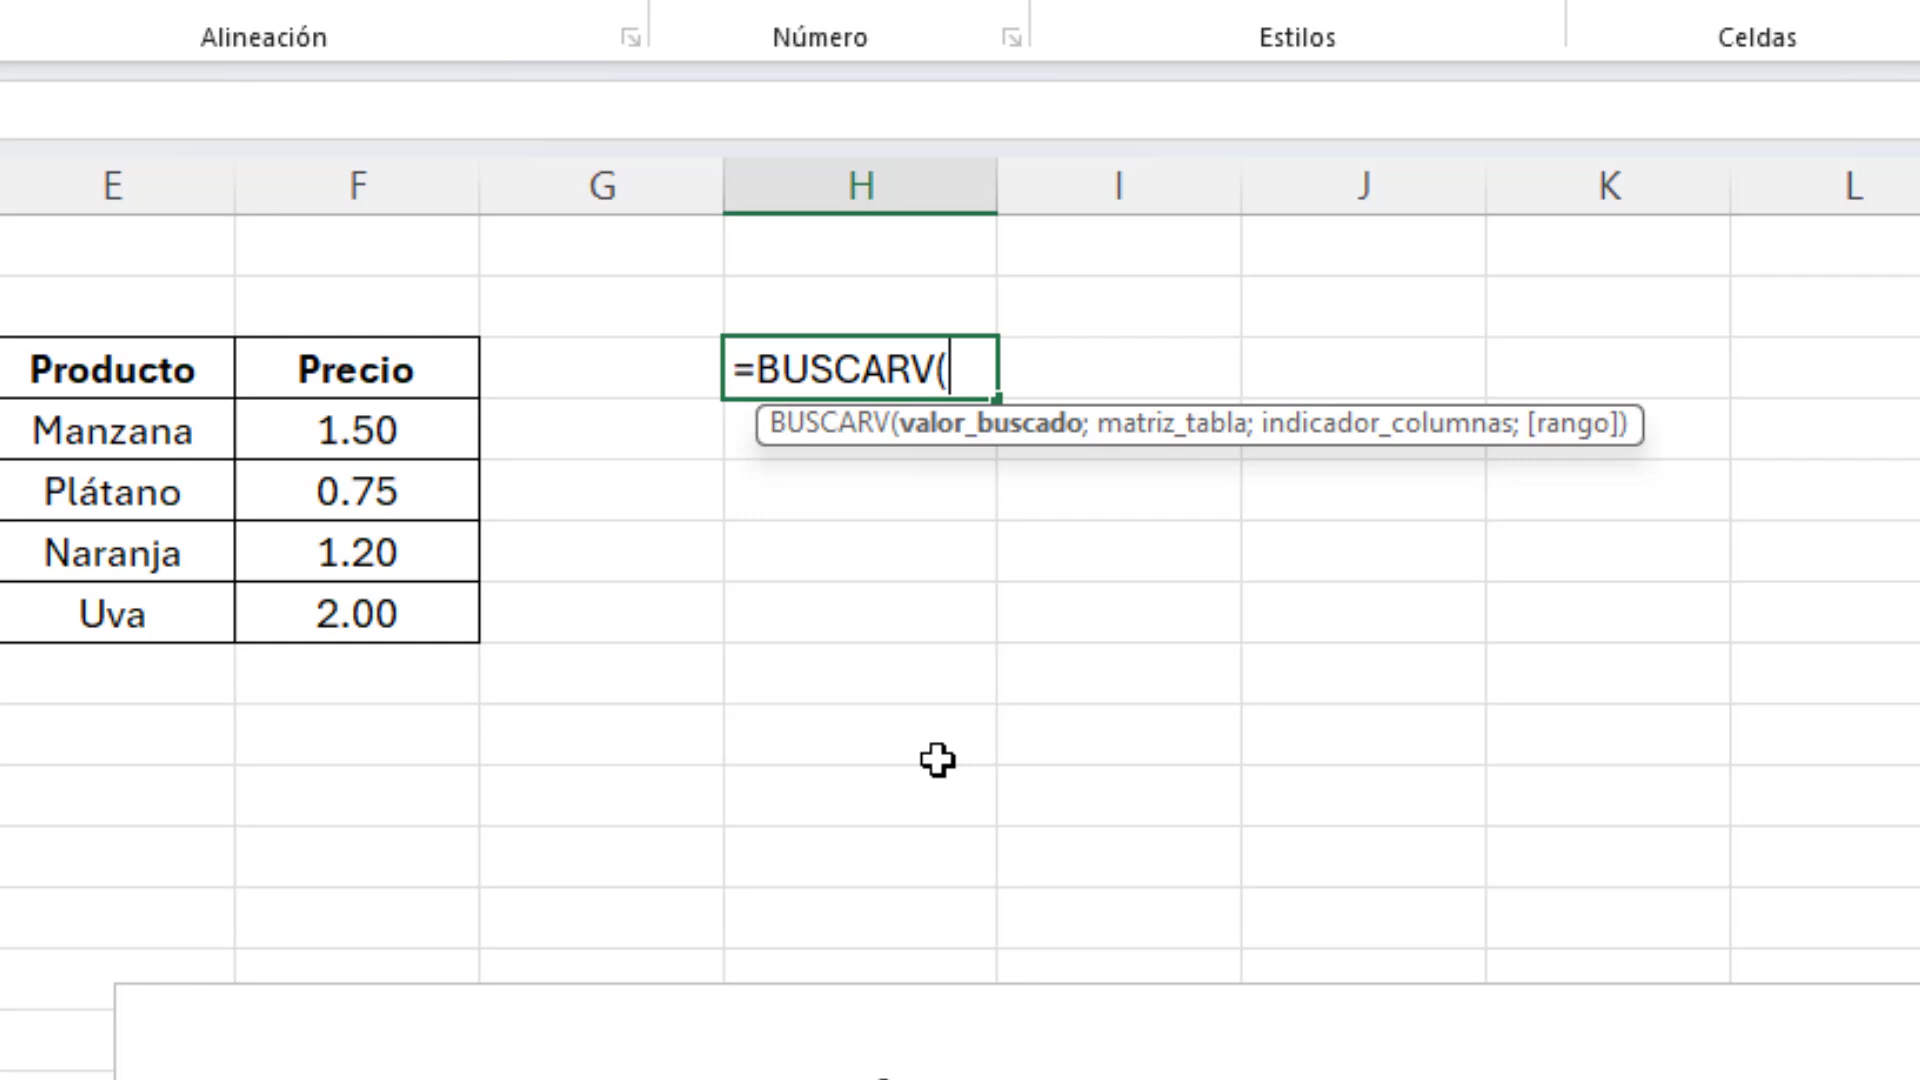 Alineación Número Estilos Celdas
E F G H I J K L
Producto Precio =BUSCARV(
BUSCARV(valor_buscado; matriz_tabla; indicador_columnas; [rango])
Manzana 1.50
Plátano 0.75
Naranja 1.20
Uva 2.00